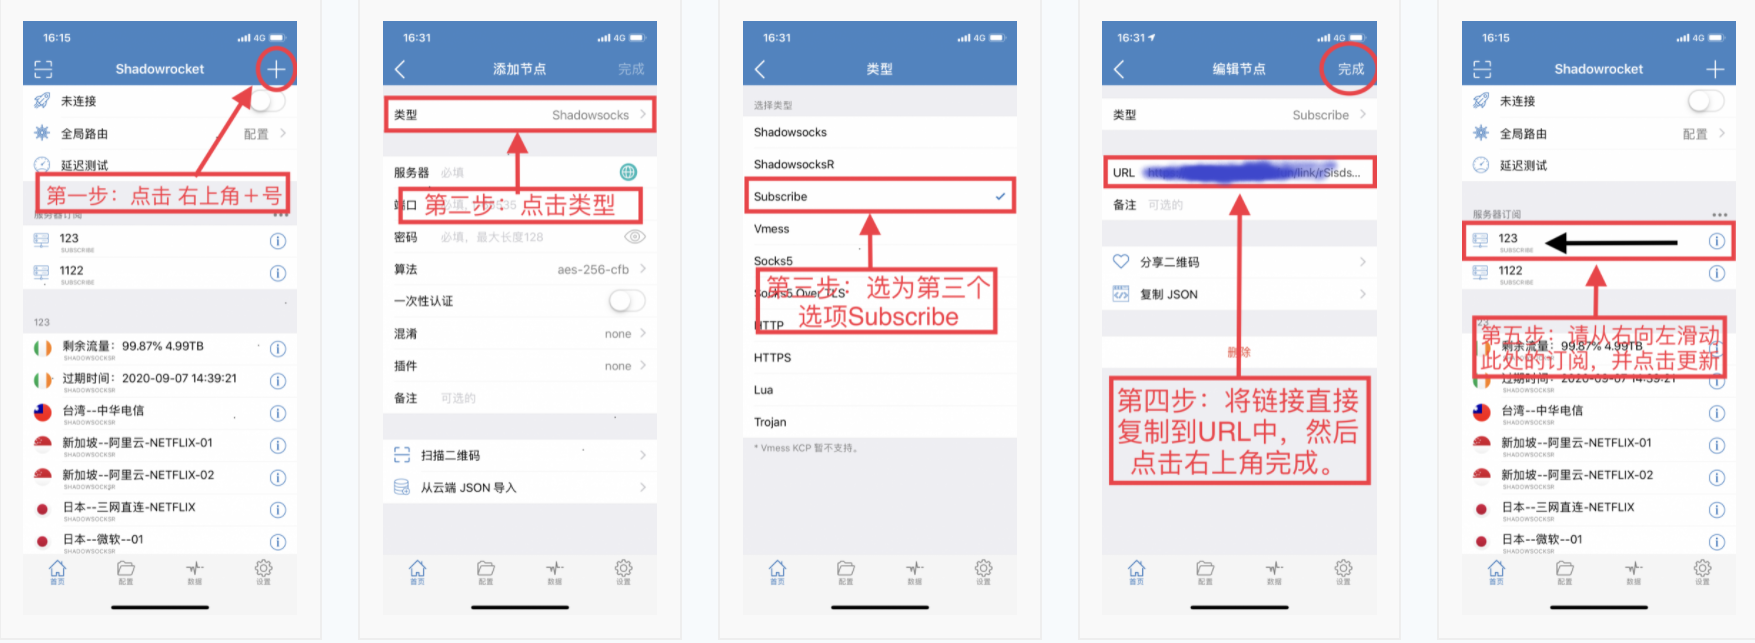 16:15
4G
Shadowrocket
未连接
全局路由
配置
延迟测试
第一步：点击 右上角＋号
服务器订阅
123
SUBSCRIBE
1122
SUBSCRIBE
123
剩余流量：99.87% 4.99TB
SHADOWSOCKSR
过期时间：2020-09-07 14:39:21
SHADOWSOCKSR
台湾--中华电信
SHADOWSOCKSR
新加坡--阿里云-NETFLIX-01
SHADOWSOCKSR
新加坡--阿里云-NETFLIX-02
SHADOWSOCKSR
日本--三网直连-NETFLIX
SHADOWSOCKSR
日本--微软--01
SHADOWSOCKSR
首页
配置
数据
设置
16:31
4G
添加节点
完成
类型
Shadowsocks
服务器
必填
第二步：点击类型
端口
密码
必填，最大长度128
算法
aes-256-cfb
一次性认证
混淆
none
插件
none
备注
可选的
扫描二维码
从云端 JSON 导入
首页
配置
数据
设置
16:31
4G
类型
选择类型
Shadowsocks
ShadowsocksR
Subscribe
Vmess
Socks5
Socks5 Over TLS
第三步：选为第三个
选项Subscribe
HTTP
HTTPS
Lua
Trojan
* Vmess KCP 暂不支持。
首页
配置
数据
设置
16:31
4G
编辑节点
完成
类型
Subscribe
URL
/link/rSisds...
备注
可选的
分享二维码
复制 JSON
删除
第四步：将链接直接
复制到URL中，然后
点击右上角完成。
首页
配置
数据
设置
16:15
4G
Shadowrocket
未连接
全局路由
配置
延迟测试
服务器订阅
123
SUBSCRIBE
1122
SUBSCRIBE
123
第五步：请从右向左滑动
此处的订阅，并点击更新
剩余流量：99.87% 4.99TB
过期时间：2020-09-07 14:39:21
台湾--中华电信
SHADOWSOCKSR
新加坡--阿里云-NETFLIX-01
SHADOWSOCKSR
新加坡--阿里云-NETFLIX-02
SHADOWSOCKSR
日本--三网直连-NETFLIX
SHADOWSOCKSR
日本--微软--01
SHADOWSOCKSR
首页
配置
数据
设置